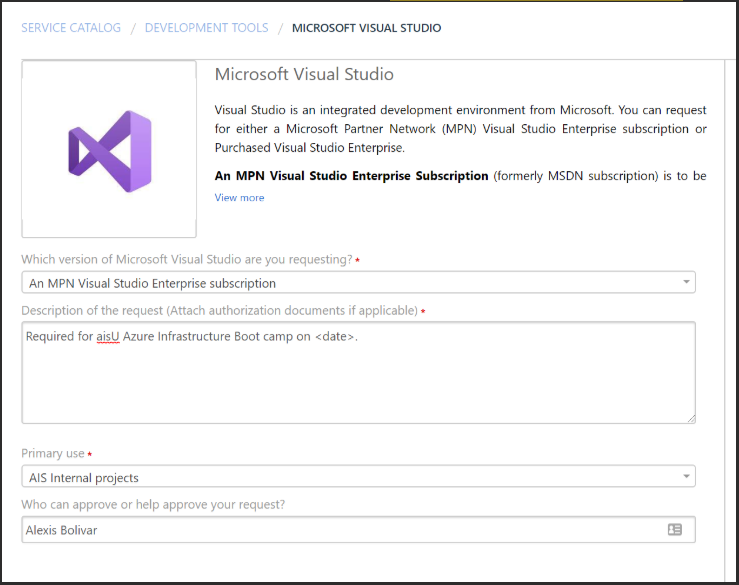 SERVICE CATALOG / DEVELOPMENT TOOLS / MICROSOFT VISUAL STUDIO
Microsoft Visual Studio
Visual Studio is an integrated development environment from Microsoft. You can request
for either a Microsoft Partner Network (MPN) Visual Studio Enterprise subscription or
Purchased Visual Studio Enterprise.
An MPN Visual Studio Enterprise Subscription (formerly MSDN subscription) is to be
View more
Which version of Microsoft Visual Studio are you requesting? *
An MPN Visual Studio Enterprise subscription
Description of the request (Attach authorization documents if applicable) *
Required for aisU Azure Infrastructure Boot camp on <date>.
Primary use *
AIS Internal projects
Who can approve or help approve your request?
Alexis Bolivar